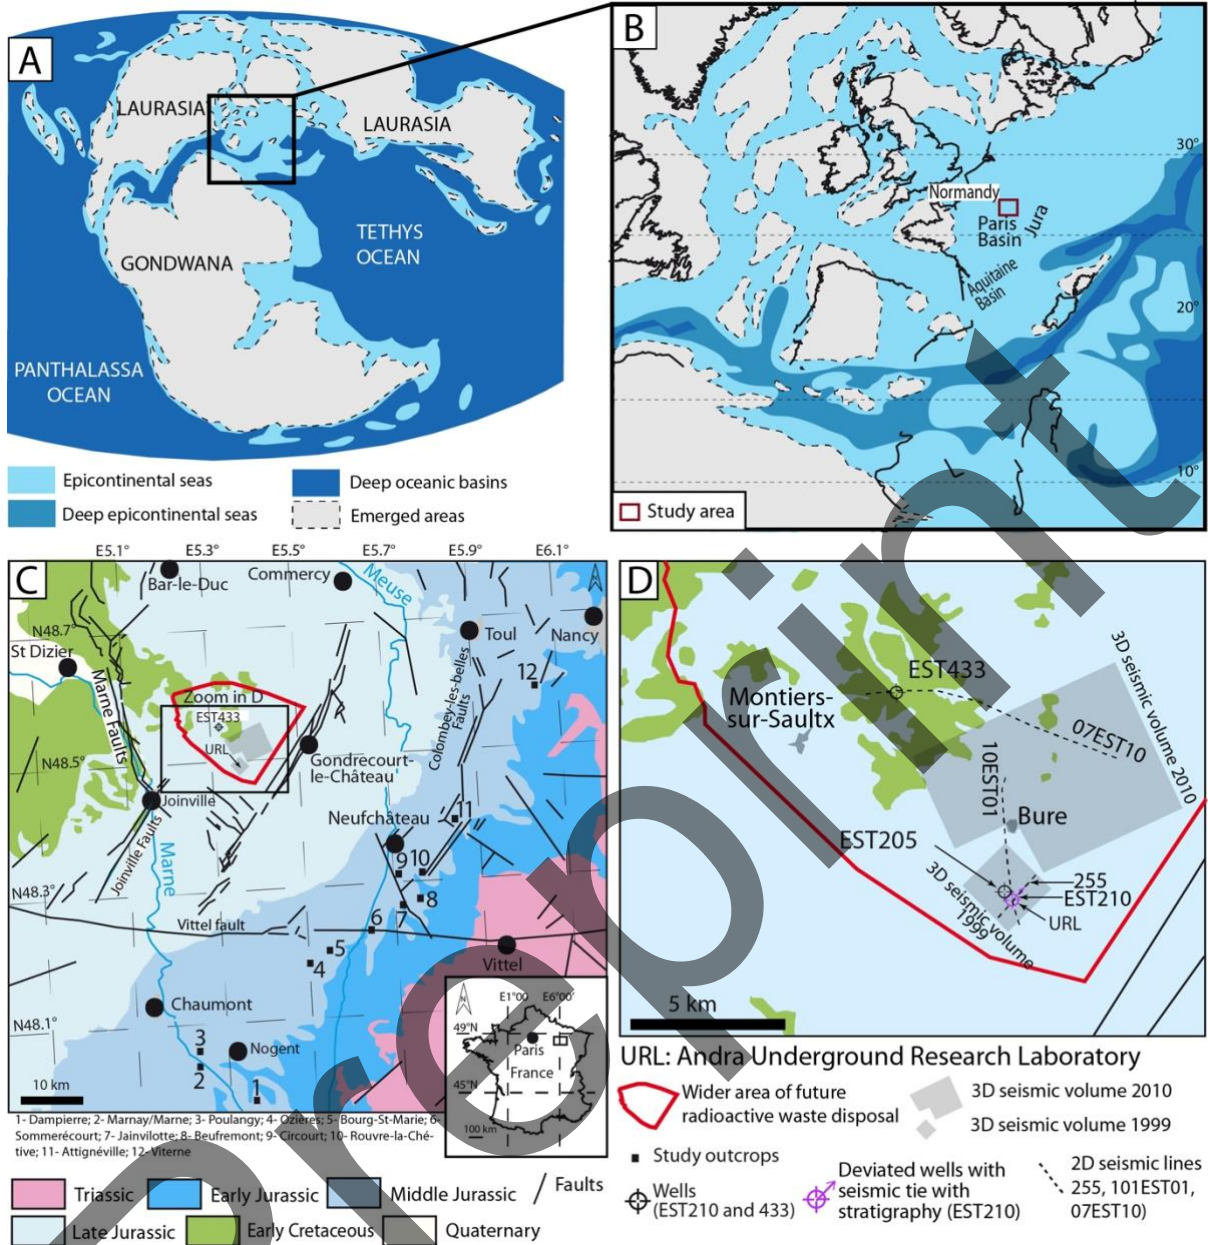 A
LAURASIA
LAURASIA
TETHYS
OCEAN
GONDWANA
PANTHALASSA
OCEAN
B
30°
Normandy
Paris
Basin
Jura
Aquitaine
Basin
20°
10°
Study area
Epicontinental seas
Deep oceanic basins
Deep epicontinental seas
Emerged areas
C
E5.1°
E5.3°
E5.5°
E5.7°
E5.9°
E6.1°
Bar-le-Duc
Commercy
Meuse
N48.7°
St Dizier
Toul
Nancy
12
Marne Faults
Zoom in D
EST433
URL
Colombey-les-belles
Faults
N48.5°
Gondrecourt-
le-Château
Joinville
Neufchâteau
11
Joinville Faults
Marne
9
10
N48.3°
8
7
Vittel fault
6
5
Vittel
4
Chaumont
N48.1°
3
Nogent
2
1
10 km
N
E1°00
E6°00'
49°N
Paris
France
45°N
100 km
1- Dampierre; 2- Marnay/Marne; 3- Poulangy; 4- Ozières; 5- Bourg-St-Marie; 6-
Sommerécourt; 7- Jainvilotte; 8- Beufremont; 9- Circourt; 10- Rouvre-la-Ché-
tive; 11- Attignéville; 12- Viterne
Triassic
Early Jurassic
Middle Jurassic
Faults
Late Jurassic
Early Cretaceous
Quaternary
D
EST433
Montiers-
sur-Saultx
07EST10
3D seismic volume 2010
10EST01
Bure
EST205
255
EST210
URL
3D seismic volume
1999
5 km
URL: Andra Underground Research Laboratory
Wider area of future
radioactive waste disposal
3D seismic volume 2010
3D seismic volume 1999
Study outcrops
Wells
(EST210 and 433)
Deviated wells with
seismic tie with
stratigraphy (EST210)
2D seismic lines
255, 101EST01,
07EST10)
preprint